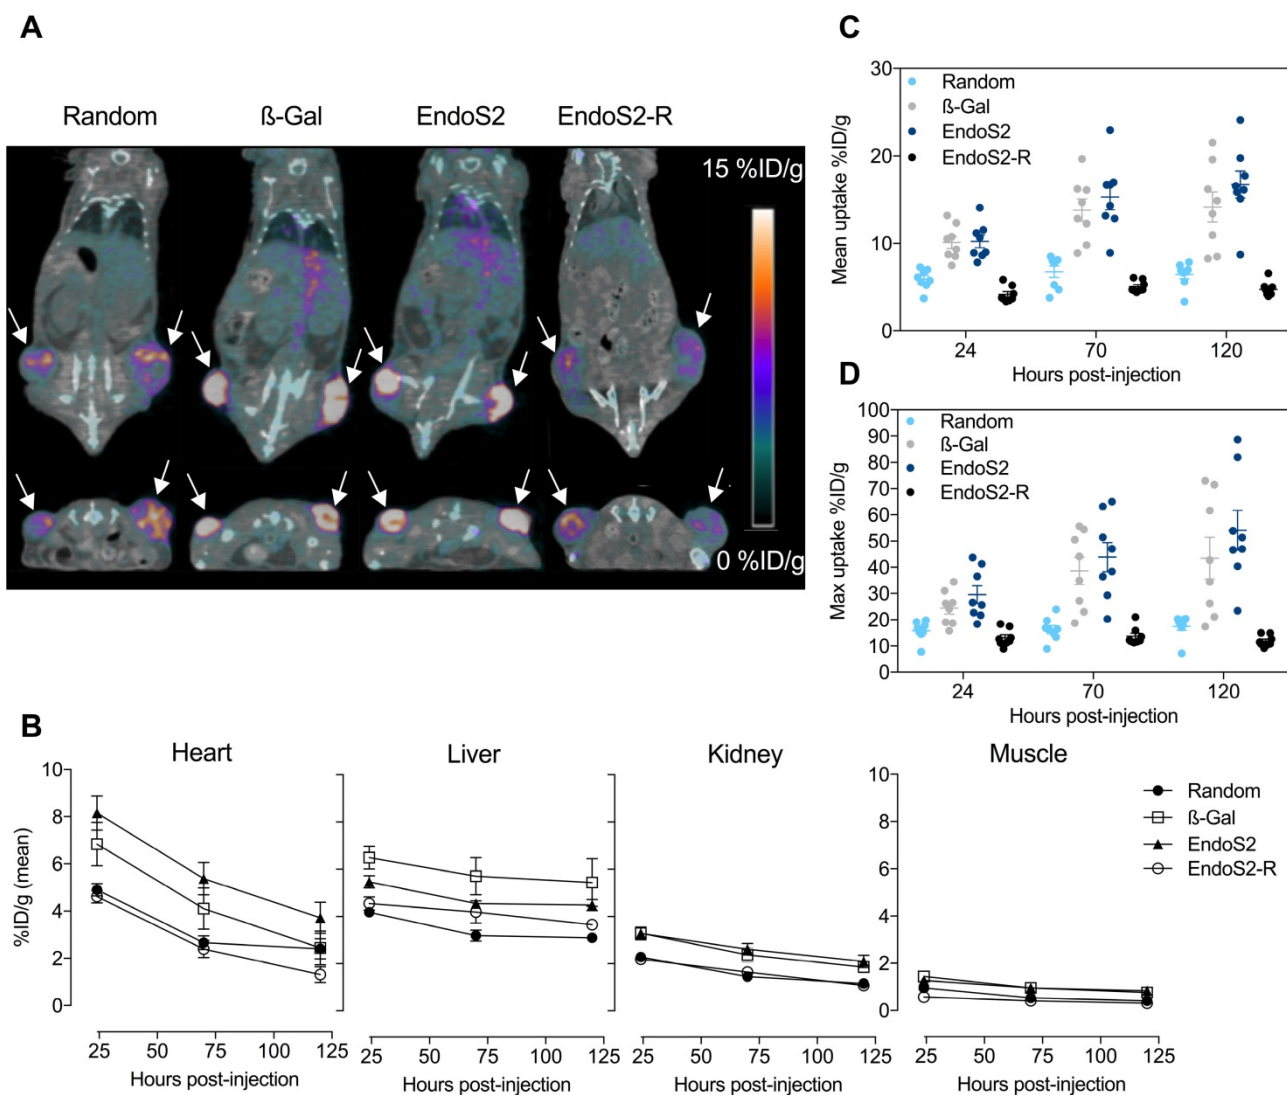 A
Random
ß-Gal
EndoS2
EndoS2-R
15 %ID/g
0 %ID/g
C
30
20
10
0
Mean uptake %ID/g
Random
ß-Gal
EndoS2
EndoS2-R
24
70
120
Hours post-injection
D
100
90
80
70
60
50
40
30
20
10
0
Max uptake %ID/g
Random
ß-Gal
EndoS2
EndoS2-R
24
70
120
Hours post-injection
B
Heart
Liver
Kidney
Muscle
%ID/g (mean)
10
8
6
4
2
0
25
50
75
100
125
Hours post-injection
25
50
75
100
125
Hours post-injection
25
50
75
100
125
Hours post-injection
10
8
6
4
2
0
25
50
75
100
125
Hours post-injection
Random
ß-Gal
EndoS2
EndoS2-R